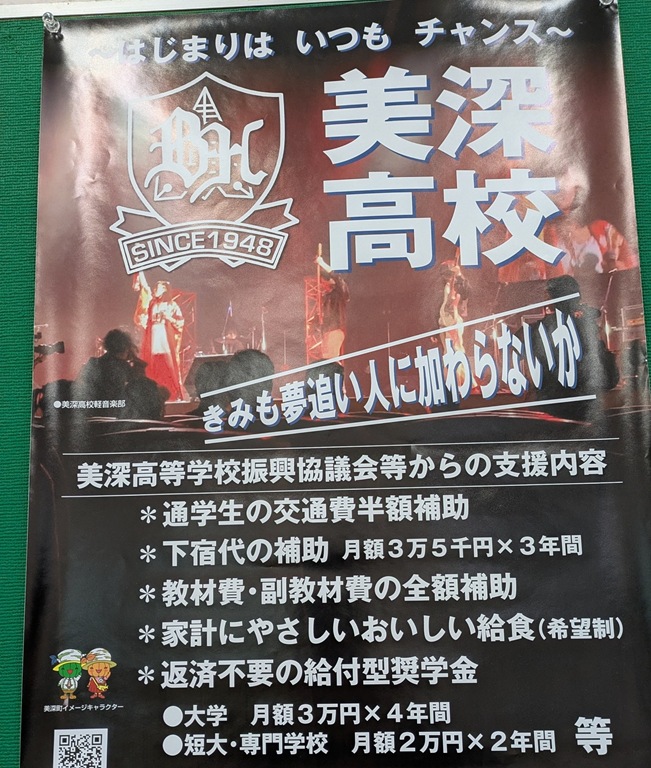 ～はじまりは いつも チャンス～
BH
SINCE1948
美深
高校
●美深高校軽音楽部
きみも夢追い人に加わらないか
美深高等学校振興協議会等からの支援内容
＊通学生の交通費半額補助
＊下宿代の補助 月額３万５千円×３年間
＊教材費・副教材費の全額補助
＊家計にやさしいおいしい給食(希望制)
＊返済不要の給付型奨学金
●大学 月額３万円×４年間
●短大・専門学校 月額２万円×２年間 等
美深町イメージキャラクター